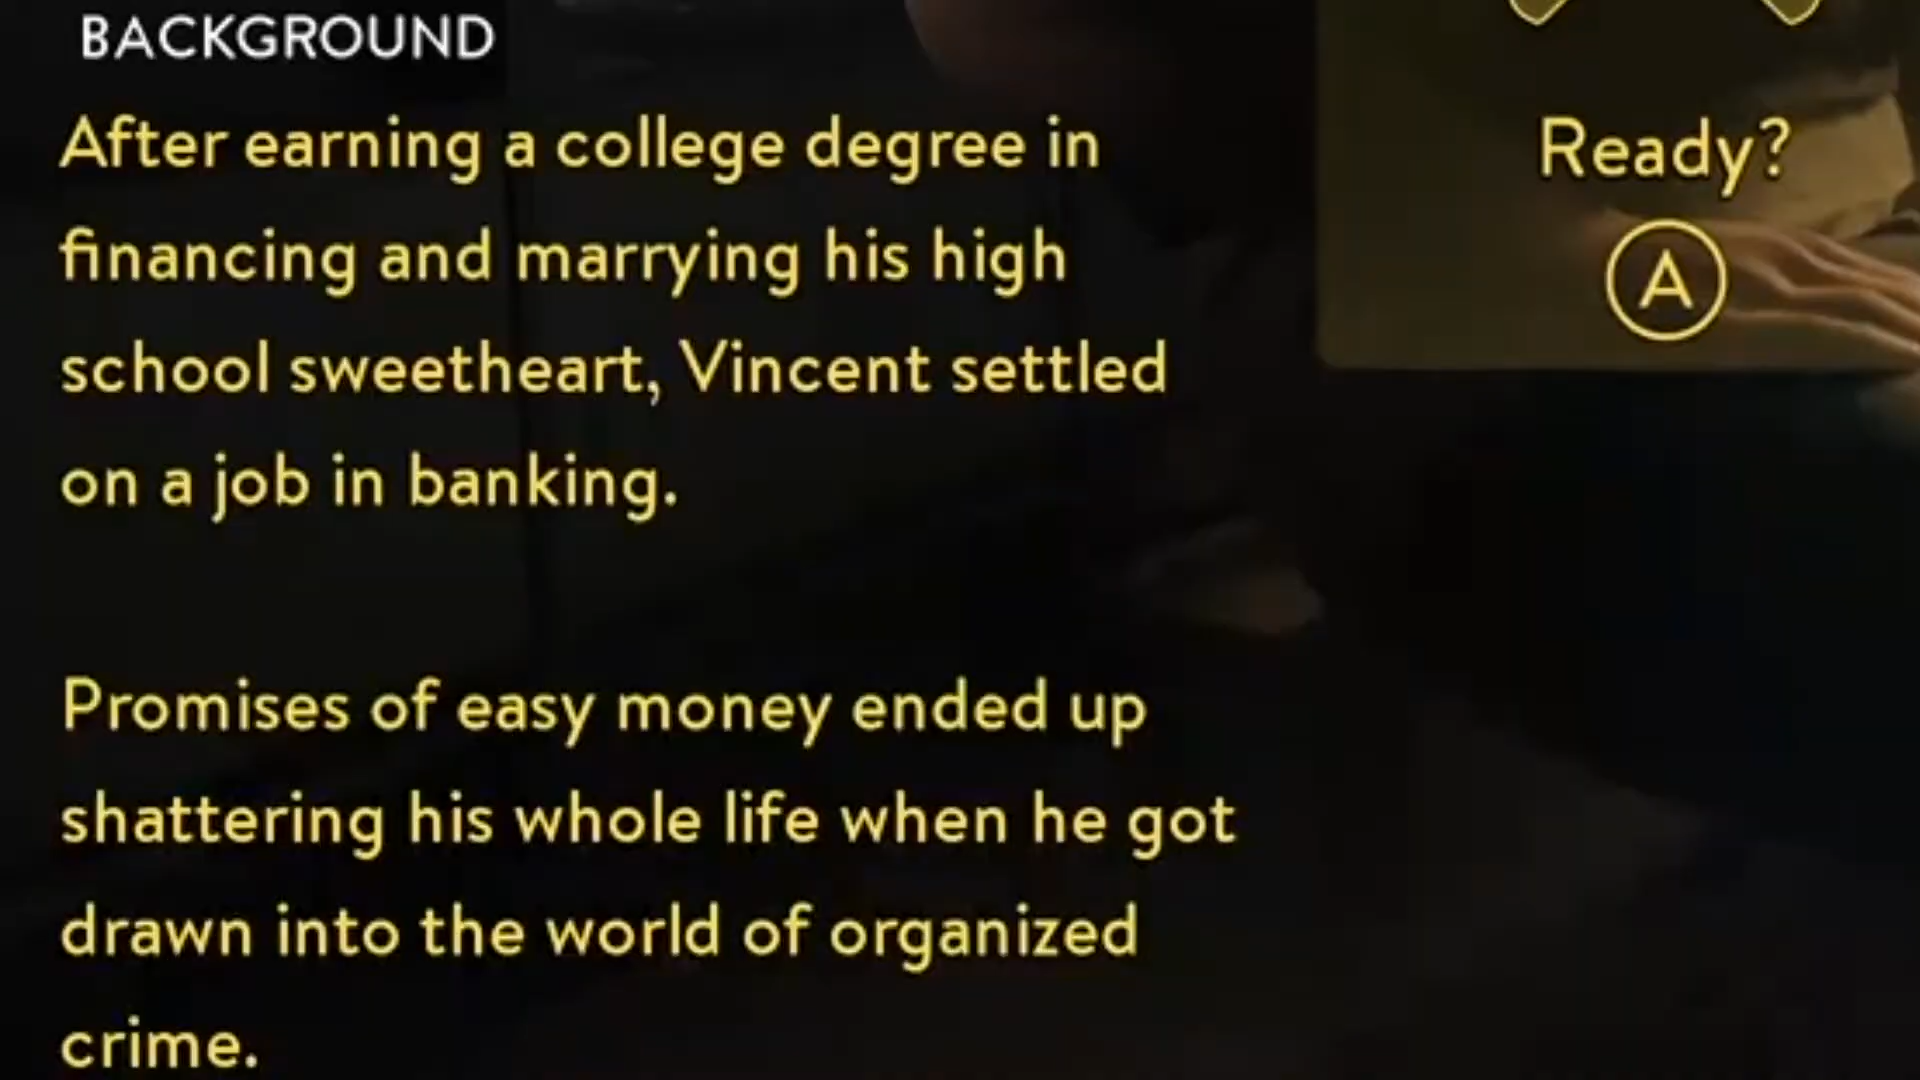 BACKGROUND
After earning a college degree in
financing and marrying his high
school sweetheart, Vincent settled
on a job in banking.
Promises of easy money ended up
shattering his whole life when he got
drawn into the world of organized
crime.
Ready?
A